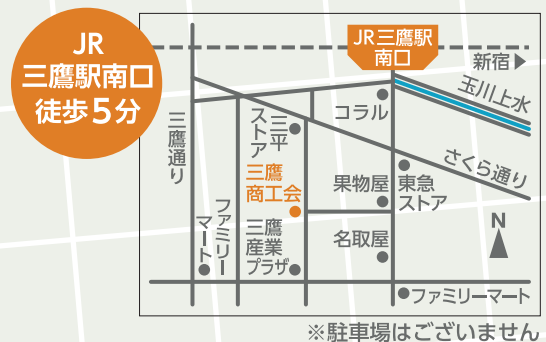 JR
三鷹駅南口
徒歩5分
JR三鷹駅
南口
新宿▶
玉川上水
コラル
さくら通り
三鷹通り
三平
ストア
三鷹
商工会
果物屋
東急
ストア
ファミリー
マート
三鷹
産業
プラザ
名取屋
N
ファミリーマート
※駐車場はございません